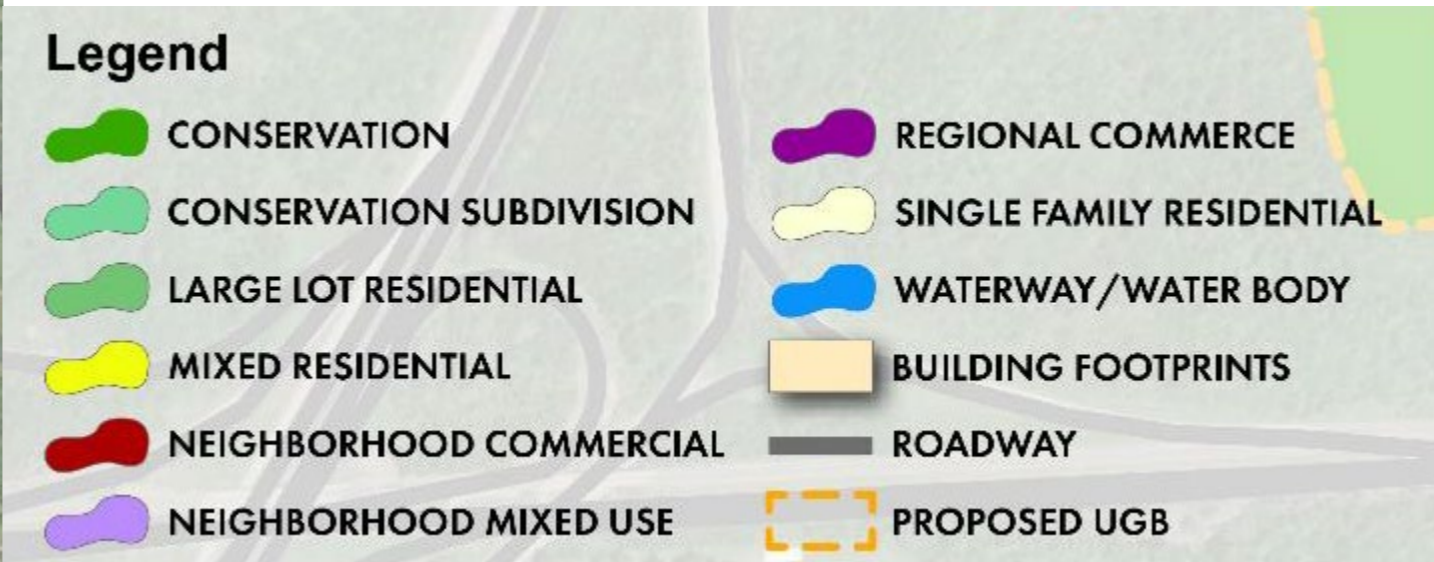 Legend
CONSERVATION
CONSERVATION SUBDIVISION
LARGE LOT RESIDENTIAL
MIXED RESIDENTIAL
NEIGHBORHOOD COMMERCIAL
NEIGHBORHOOD MIXED USE
REGIONAL COMMERCE
SINGLE FAMILY RESIDENTIAL
WATERWAY/WATER BODY
BUILDING FOOTPRINTS
ROADWAY
PROPOSED UGB